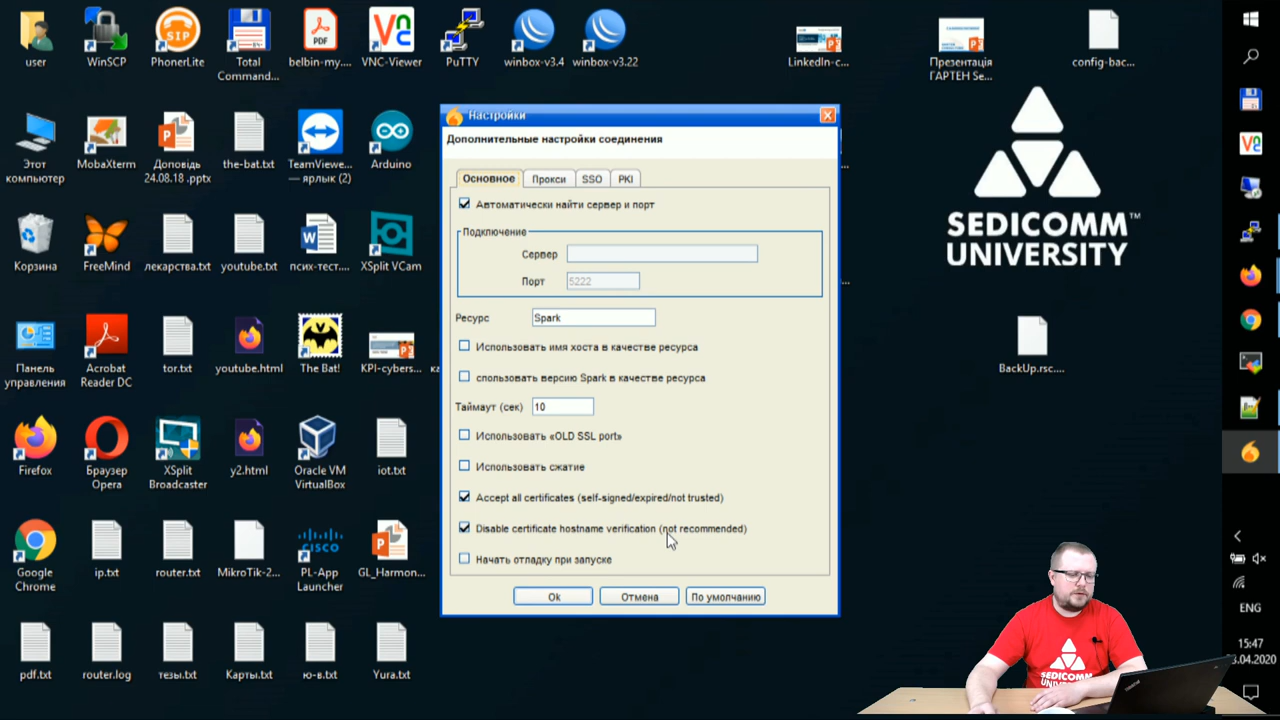 user
WinSCP
PhonerLite
Total
Command...
belbin-my....
VNC-Viewer
PuTTY
winbox-v3.4
winbox-v3.22
LinkedIn-c...
Презентація
ГАРТЕН Se...
config-bac...
Этот
компьютер
MobaXterm
Доповідь
24.08.18 .pptx
the-bat.txt
TeamViewe...
— ярлык (2)
Arduino
Корзина
FreeMind
лекарства.txt
youtube.txt
псих-тест....
XSplit VCam
Панель
управления
Acrobat
Reader DC
tor.txt
youtube.html
The Bat!
KPI-cybers...
Firefox
Браузер
Opera
XSplit
Broadcaster
y2.html
Oracle VM
VirtualBox
iot.txt
Google
Chrome
ip.txt
router.txt
MikroTik-2...
PL-App
Launcher
GL_Harmon...
pdf.txt
router.log
тезы.txt
Карты.txt
ю-в.txt
Yura.txt
Настройки
Дополнительные настройки соединения
Основное
Прокси
SSO
PKI
Автоматически найти сервер и порт
Подключение
Сервер
Порт
5222
Ресурс
Spark
Использовать имя хоста в качестве ресурса
спользовать версию Spark в качестве ресурса
Таймаут (сек)
10
Использовать «OLD SSL port»
Использовать сжатие
Accept all certificates (self-signed/expired/not trusted)
Disable certificate hostname verification (not recommended)
Начать отладку при запуске
Ok
Отмена
По умолчанию
SEDICOMM™
UNIVERSITY
BackUp.rsc....
ENG
15:47
3.04.2020
SEDICOMM
UNIVERSITY